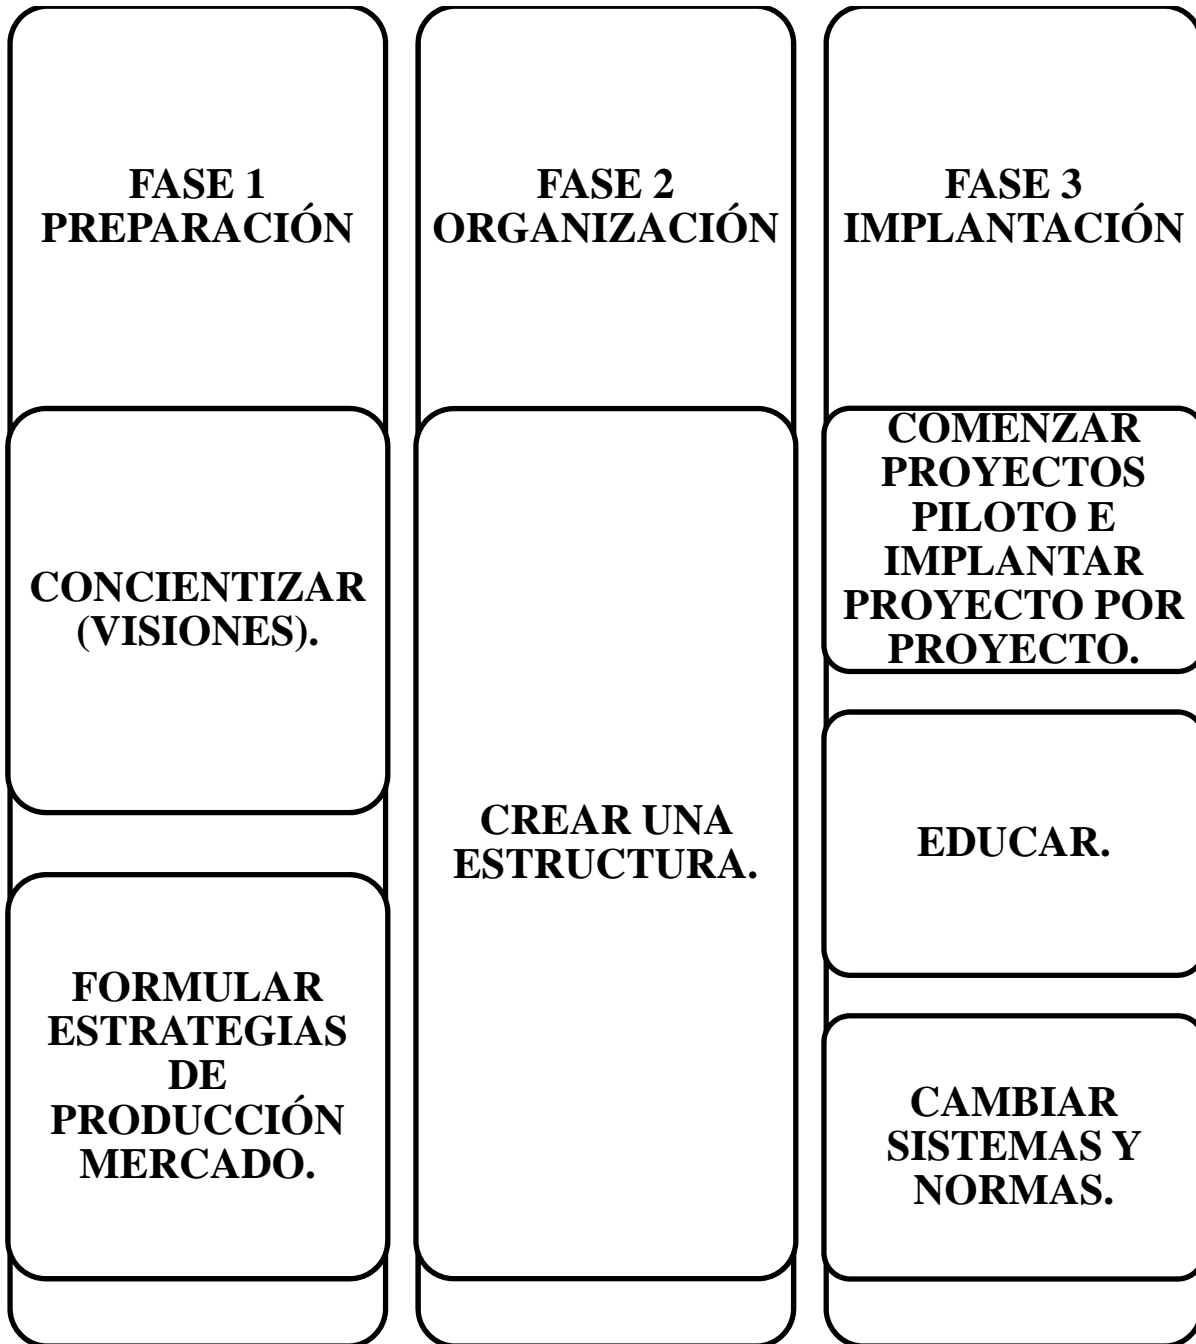 FASE 1
PREPARACIÓN
CONCIENTIZAR
(VISIONES).
FORMULAR
ESTRATEGIAS
DE
PRODUCCIÓN
MERCADO.
FASE 2
ORGANIZACIÓN
CREAR UNA
ESTRUCTURA.
FASE 3
IMPLANTACIÓN
COMENZAR
PROYECTOS
PILOTO E
IMPLANTAR
PROYECTO POR
PROYECTO.
EDUCAR.
CAMBIAR
SISTEMAS Y
NORMAS.